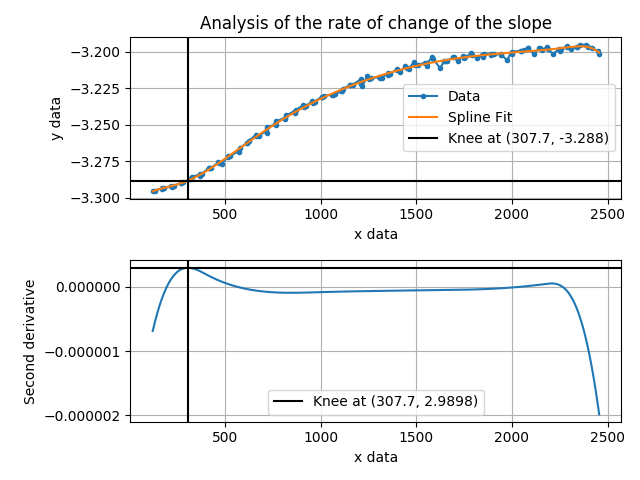 Analysis of the rate of change of the slope
−3.200
−3.225
−3.250
−3.275
−3.300
y data
Data
Spline Fit
Knee at (307.7, -3.288)
500 1000 1500 2000 2500
x data
0.000000
−0.000001
−0.000002
Second derivative
Knee at (307.7, 2.9898)
500 1000 1500 2000 2500
x data